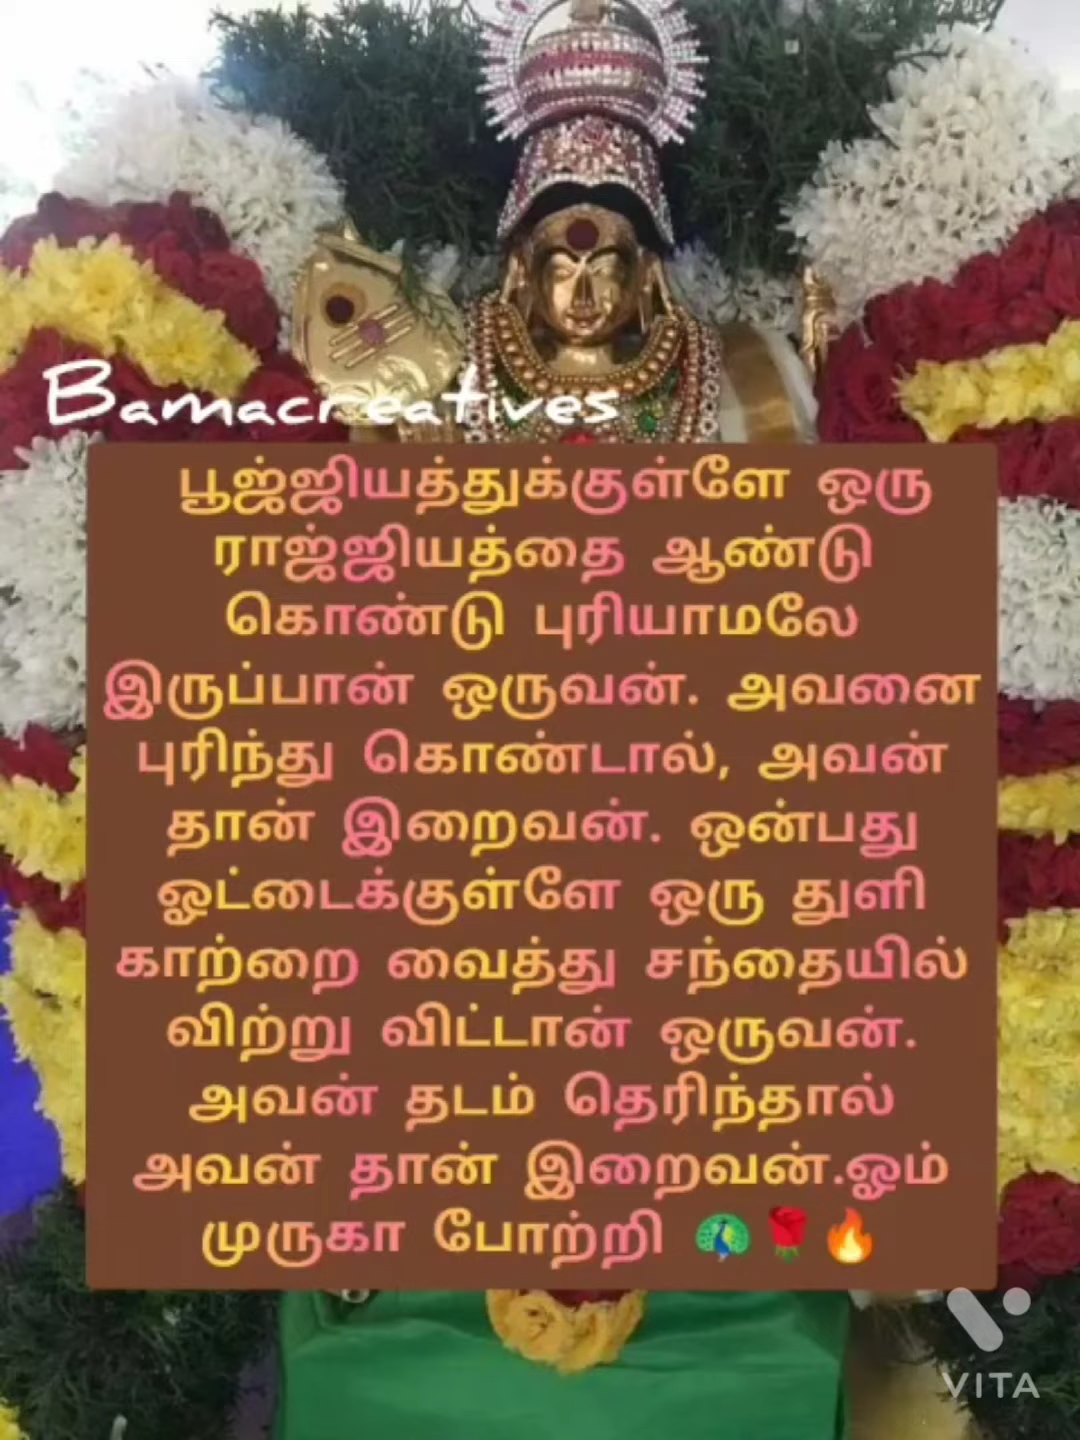 Bamacreatives
பூஜ்ஜியத்துக்குள்ளே ஒரு
ராஜ்ஜியத்தை ஆண்டு
கொண்டு புரியாமலே
இருப்பான் ஒருவன். அவனை
புரிந்து கொண்டால், அவன்
தான் இறைவன். ஒன்பது
ஓட்டைக்குள்ளே ஒரு துளி
காற்றை வைத்து சந்தையில்
விற்று விட்டான் ஒருவன்.
அவன் தடம் தெரிந்தால்
அவன் தான் இறைவன்.ஓம்
முருகா போற்றி 🦚🌹🔥
VITA